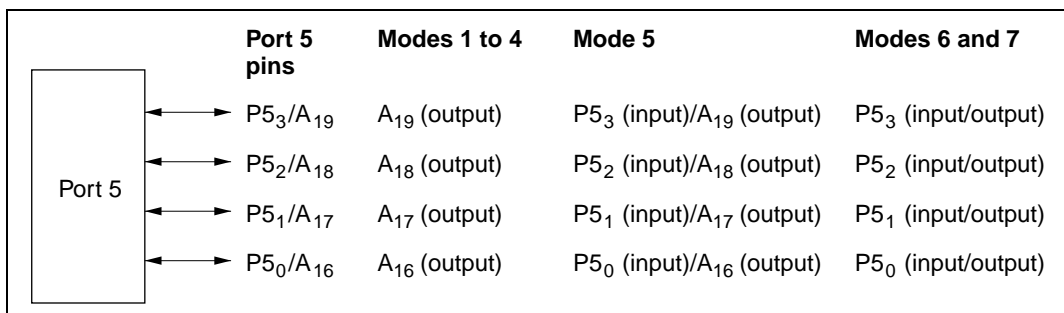 Port 5 pins Modes 1 to 4 Mode 5 Modes 6 and 7
P5₃/A₁₉ A₁₉ (output) P5₃ (input)/A₁₉ (output) P5₃ (input/output)
P5₂/A₁₈ A₁₈ (output) P5₂ (input)/A₁₈ (output) P5₂ (input/output)
Port 5
P5₁/A₁₇ A₁₇ (output) P5₁ (input)/A₁₇ (output) P5₁ (input/output)
P5₀/A₁₆ A₁₆ (output) P5₀ (input)/A₁₆ (output) P5₀ (input/output)